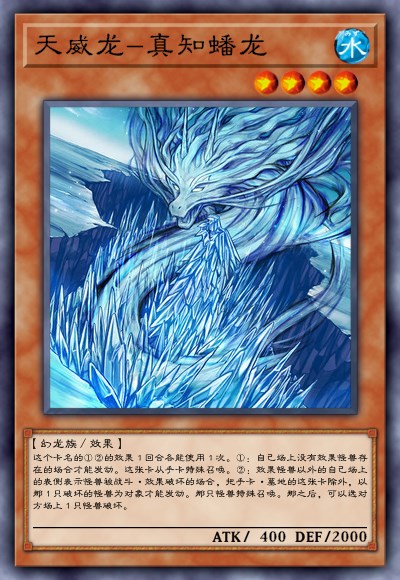 天威龙-真知蟠龙
水
【幻龙族／效果】
这个卡名的①②的效果1回合各能使用1次。①：自己场上没有效果怪兽存
在的场合才能发动。这张卡从手卡特殊召唤。②：效果怪兽以外的自己场上
的表侧表示怪兽被战斗·效果破坏的场合，把手卡·墓地的这张卡除外，以
那1只破坏的怪兽为对象才能发动。那只怪兽特殊召唤。那之后，可以选对
方场上1只怪兽破坏。
ATK/ 400 DEF/2000